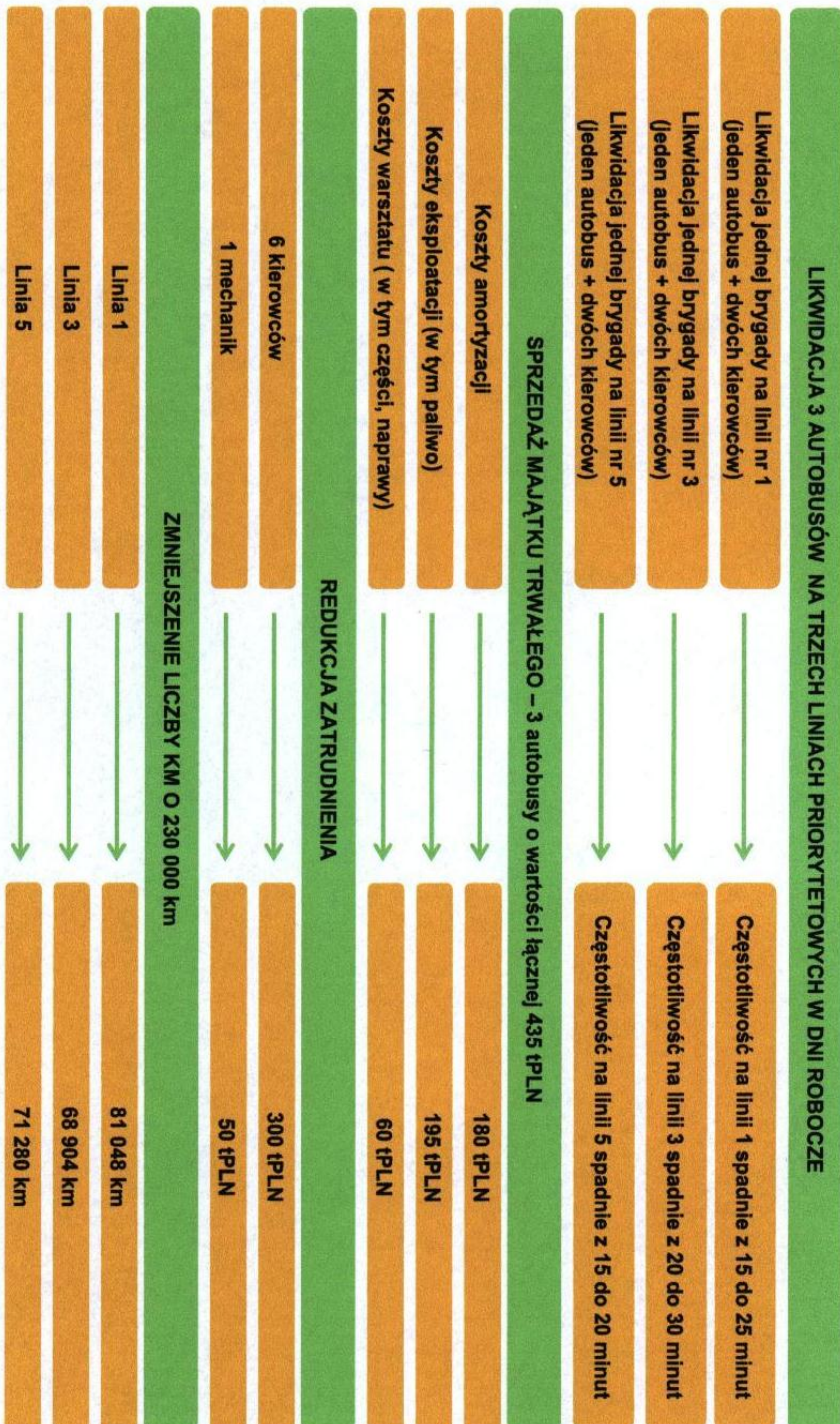 LIKWIDACJA 3 AUTOBUSÓW NA TRZECH LINIACH PRIORYTETOWYCH W DNI ROBOCZE
Likwidacja jednej brygady na linii nr 1
(jeden autobus + dwóch kierowców)
Częstotliwość na linii 1 spadnie z 15 do 25 minut
Likwidacja jednej brygady na linii nr 3
(jeden autobus + dwóch kierowców)
Częstotliwość na linii 3 spadnie z 20 do 30 minut
Likwidacja jednej brygady na linii nr 5
(jeden autobus + dwóch kierowców)
Częstotliwość na linii 5 spadnie z 15 do 20 minut
SPRZEDAŻ MAJĄTKU TRWAŁEGO – 3 autobusy o wartości łącznej 435 tPLN
Koszty amortyzacji
180 tPLN
Koszty eksploatacji (w tym paliwo)
195 tPLN
Koszty warsztatu ( w tym części, naprawy)
60 tPLN
REDUKCJA ZATRUDNIENIA
6 kierowców
300 tPLN
1 mechanik
50 tPLN
ZMNIEJSZENIE LICZBY KM O 230 000 km
Linia 1
81 048 km
Linia 3
68 904 km
Linia 5
71 280 km